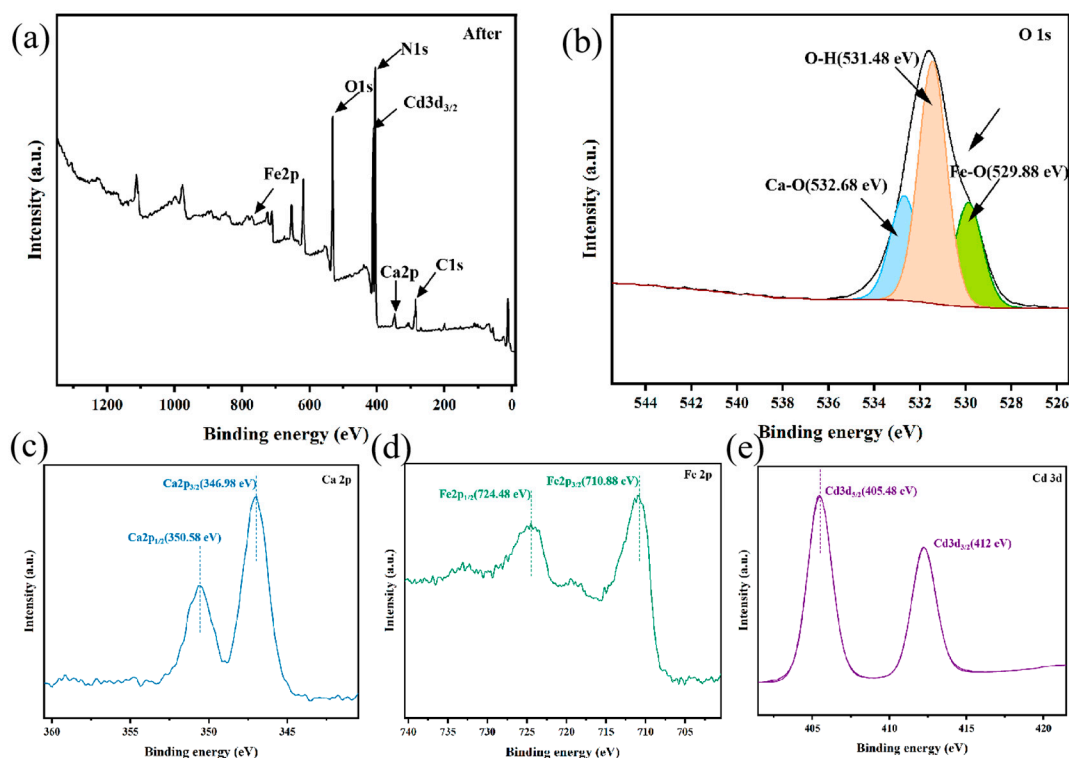 (a)
After
N1s
O1s
Cd3d3/2
Fe2p
Ca2p
C1s
Intensity (a.u.)
1200 1000 800 600 400 200 0
Binding energy (eV)
(b)
O 1s
O-H(531.48 eV)
Ca-O(532.68 eV)
Fe-O(529.88 eV)
Intensity (a.u.)
544 542 540 538 536 534 532 530 528 526
Binding energy (eV)
(c)
Ca 2p
Ca2p3/2(346.98 eV)
Ca2p1/2(350.58 eV)
Intensity (a.u.)
360 355 350 345
Binding energy (eV)
(d)
Fe 2p
Fe2p1/2(724.48 eV)
Fe2p3/2(710.88 eV)
Intensity (a.u.)
740 735 730 725 720 715 710 705
Binding energy (eV)
(e)
Cd 3d
Cd3d5/2(405.48 eV)
Cd3d3/2(412 eV)
Intensity (a.u.)
405 410 415 420
Binding energy (eV)